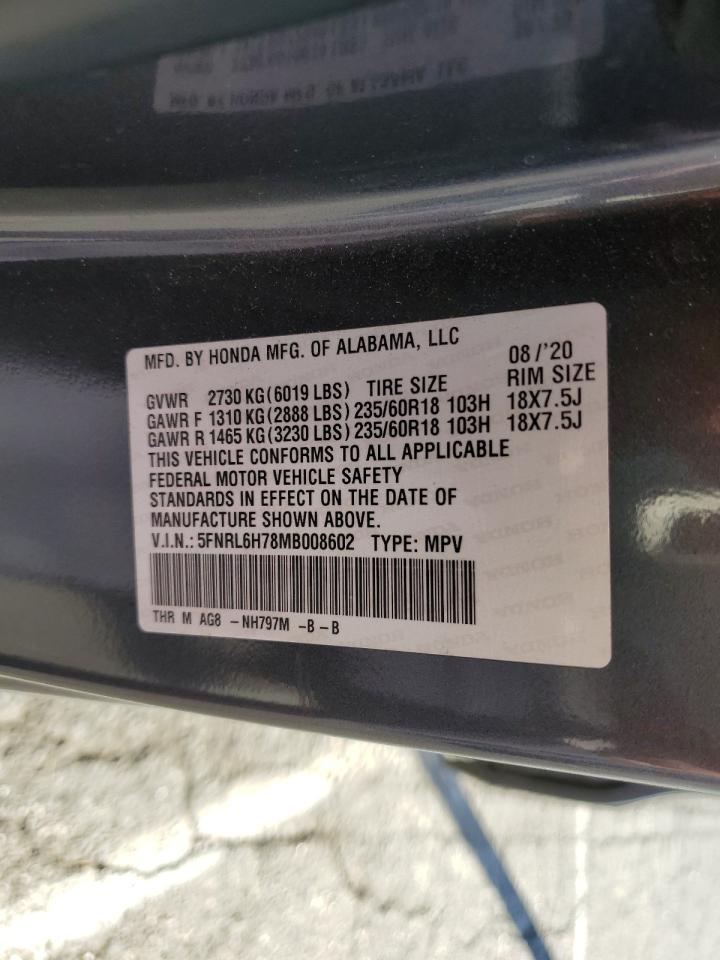 MFD. BY HONDA MFG. OF ALABAMA, LLC 08/'20
GVWR 2730 KG(6019 LBS) TIRE SIZE RIM SIZE
GAWR F 1310 KG(2888 LBS) 235/60R18 103H 18X7.5J
GAWR R 1465 KG(3230 LBS) 235/60R18 103H 18X7.5J
THIS VEHICLE CONFORMS TO ALL APPLICABLE
FEDERAL MOTOR VEHICLE SAFETY
STANDARDS IN EFFECT ON THE DATE OF
MANUFACTURE SHOWN ABOVE.
V.I.N.: 5FNRL6H78MB008602 TYPE: MPV
THR M AG8 -NH797M -B-B